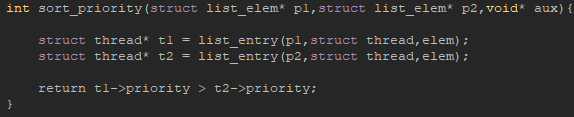 int sort_priority(struct list_elem* p1,struct list_elem* p2,void* aux){
struct thread* t1 = list_entry(p1,struct thread,elem);
struct thread* t2 = list_entry(p2,struct thread,elem);
return t1->priority > t2->priority;
}